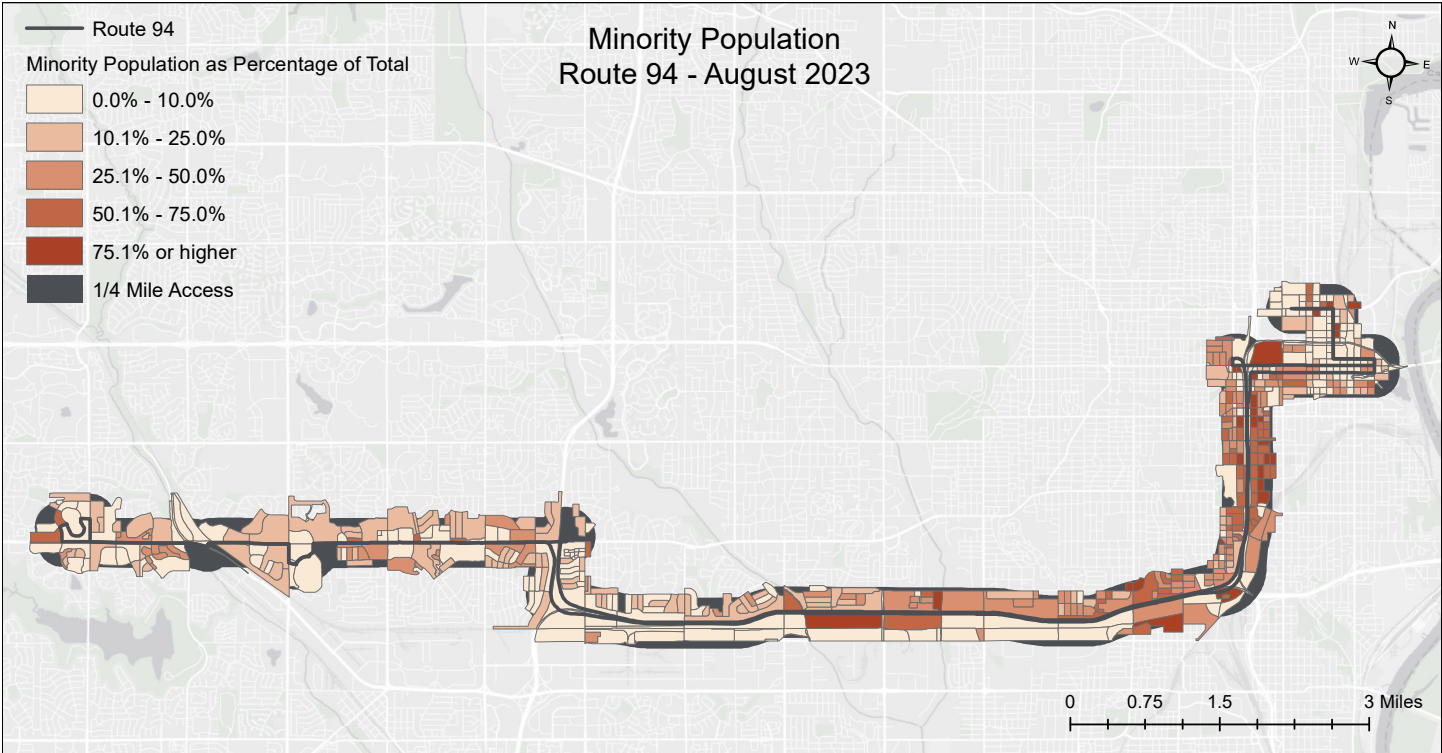 Route 94
Minority Population as Percentage of Total
0.0% - 10.0%
10.1% - 25.0%
25.1% - 50.0%
50.1% - 75.0%
75.1% or higher
1/4 Mile Access
Minority Population
Route 94 - August 2023
N
W E
S
0 0.75 1.5 3 Miles